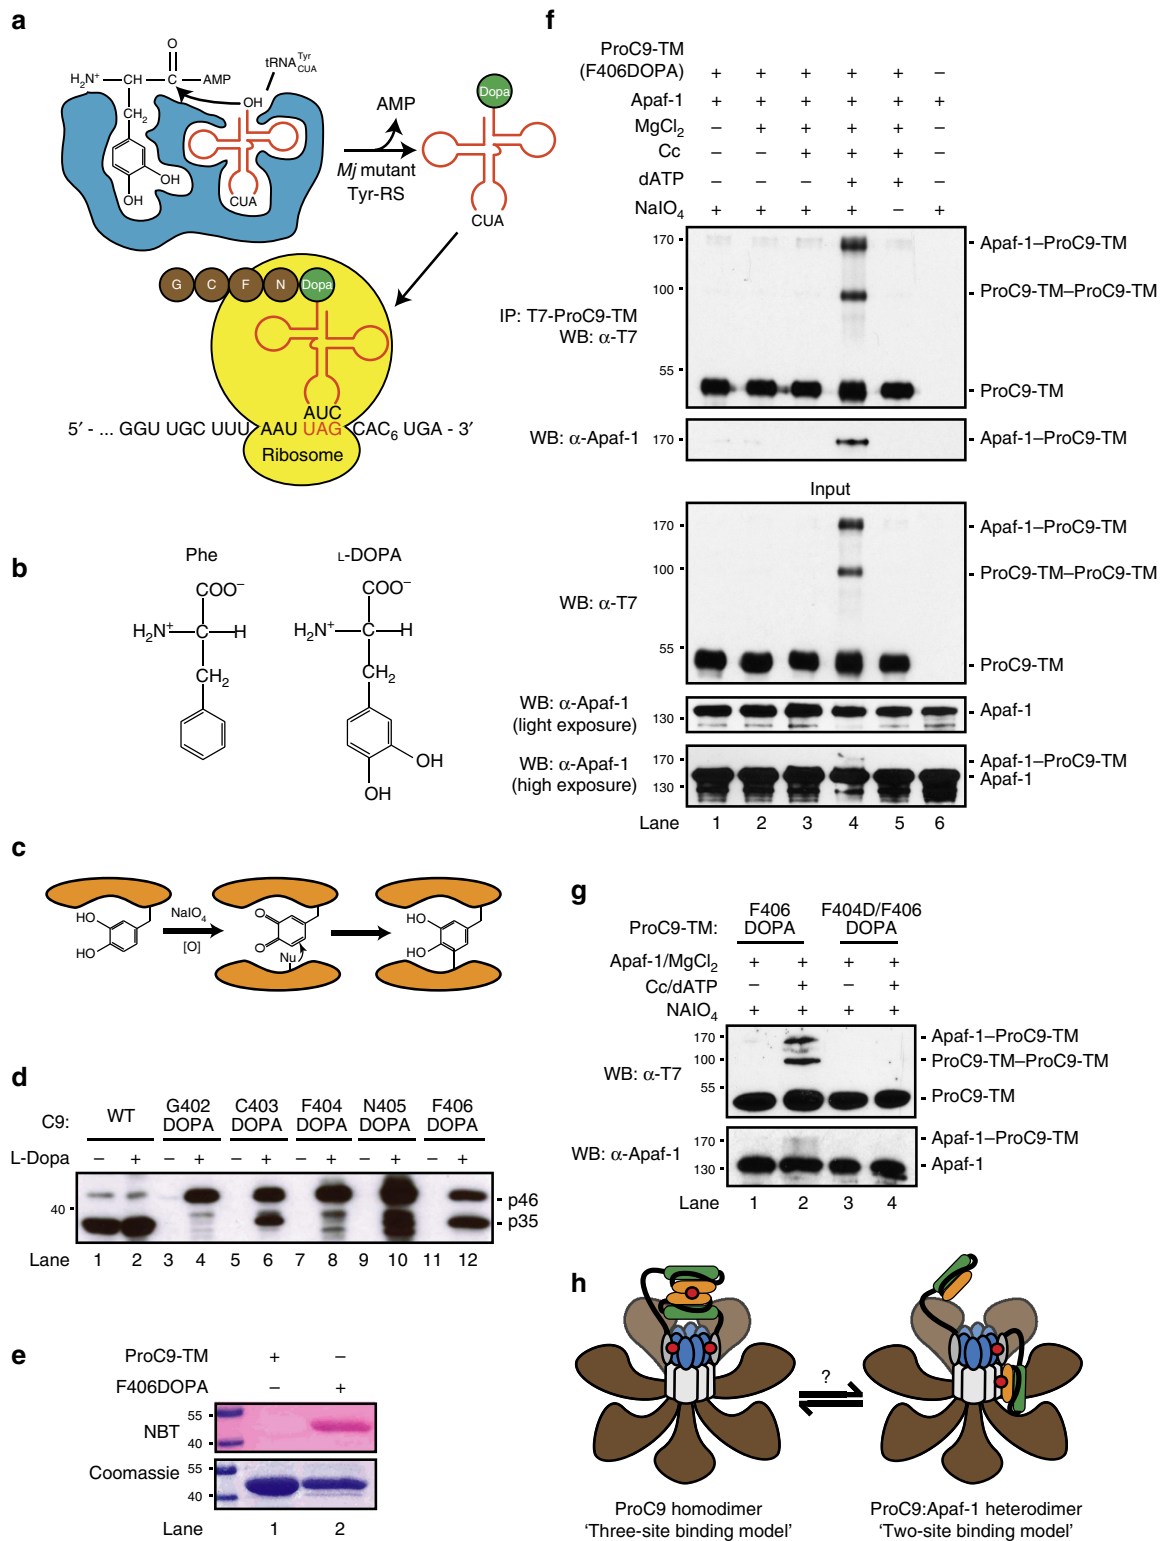 a
O
H₂N⁺ CH C AMP
tRNA Tyr CUA
OH
CH₂
OH
OH
CUA
AMP
Mj mutant
Tyr-RS
Dopa
CUA
G C F N Dopa
AUC
5′ - ... GGU UGC UUU AAU UAG CAC₆ UGA - 3′
Ribosome
b
Phe
COO⁻
H₂N⁺ C H
CH₂
L-DOPA
COO⁻
H₂N⁺ C H
CH₂
OH
OH
c
HO
HO
NaIO₄
[O]
O
O
Nu
HO
HO
d
C9: WT G402 DOPA C403 DOPA F404 DOPA N405 DOPA F406 DOPA
L-Dopa – + – + – + – + – + – +
40
p46
p35
Lane 1 2 3 4 5 6 7 8 9 10 11 12
e
ProC9-TM + –
F406DOPA – +
NBT 55 40
Coomassie 55 40
Lane 1 2
f
ProC9-TM
(F406DOPA) + + + + + –
Apaf-1 + + + + + +
MgCl₂ – + + + + –
Cc – – + + + –
dATP – – – + + –
NaIO₄ + + + + – +
IP: T7-ProC9-TM
WB: α-T7
170
100
55
Apaf-1–ProC9-TM
ProC9-TM–ProC9-TM
ProC9-TM
WB: α-Apaf-1 170 Apaf-1–ProC9-TM
Input
WB: α-T7
170
100
55
Apaf-1–ProC9-TM
ProC9-TM–ProC9-TM
ProC9-TM
WB: α-Apaf-1
(light exposure)
130
Apaf-1
WB: α-Apaf-1
(high exposure)
170
130
Apaf-1–ProC9-TM
Apaf-1
Lane 1 2 3 4 5 6
g
ProC9-TM: F406 DOPA F404D/F406 DOPA
Apaf-1/MgCl₂ + + + +
Cc/dATP – + – +
NAIO₄ + + + +
WB: α-T7
170
100
55
Apaf-1–ProC9-TM
ProC9-TM–ProC9-TM
ProC9-TM
WB: α-Apaf-1
170
130
Apaf-1–ProC9-TM
Apaf-1
Lane 1 2 3 4
h
?
ProC9 homodimer
‘Three-site binding model’
ProC9:Apaf-1 heterodimer
‘Two-site binding model’